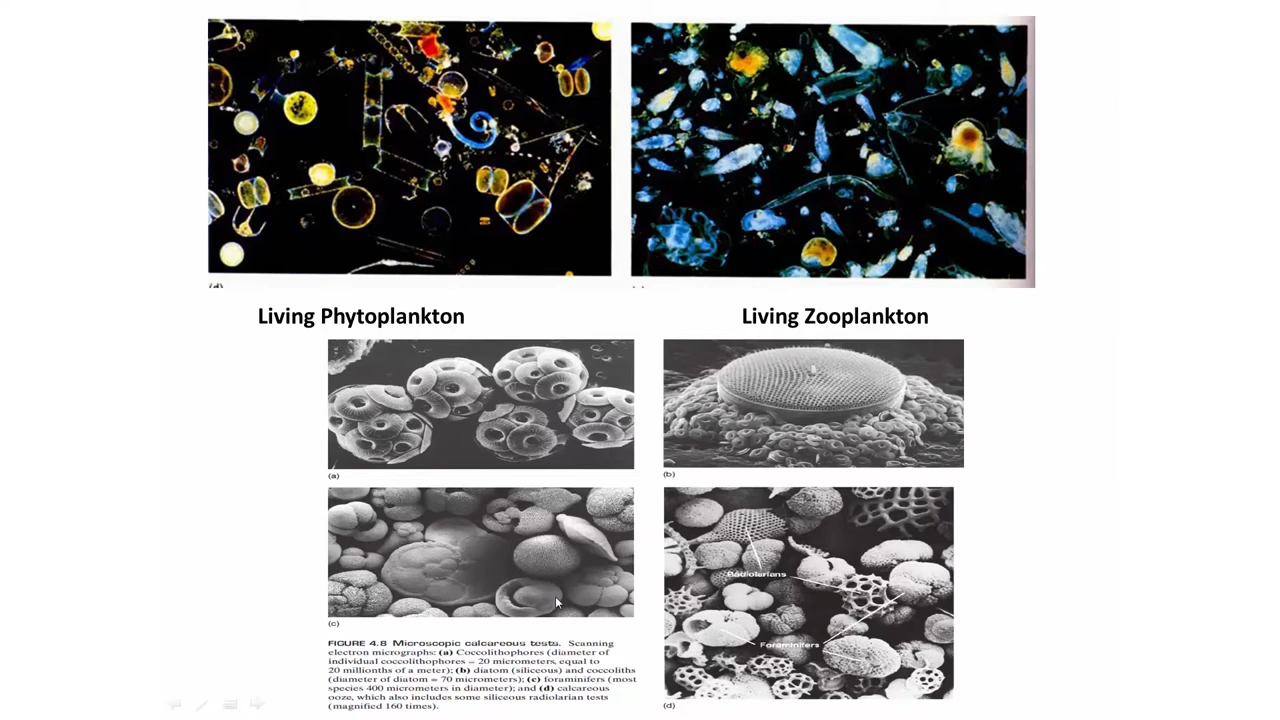 (d)
Living Phytoplankton
Living Zooplankton
(a)
(b)
Radiolarians
Foraminifers
(c)
(d)
FIGURE 4.8 Microscopic calcareous tests. Scanning
electron micrographs: (a) Coccolithophores (diameter of
individual coccolithophores = 20 micrometers, equal to
20 millionths of a meter); (b) diatom (siliceous) and coccoliths
(diameter of diatom = 70 micrometers); (c) foraminifers (most
species 400 micrometers in diameter); and (d) calcareous
ooze, which also includes some siliceous radiolarian tests
(magnified 160 times).